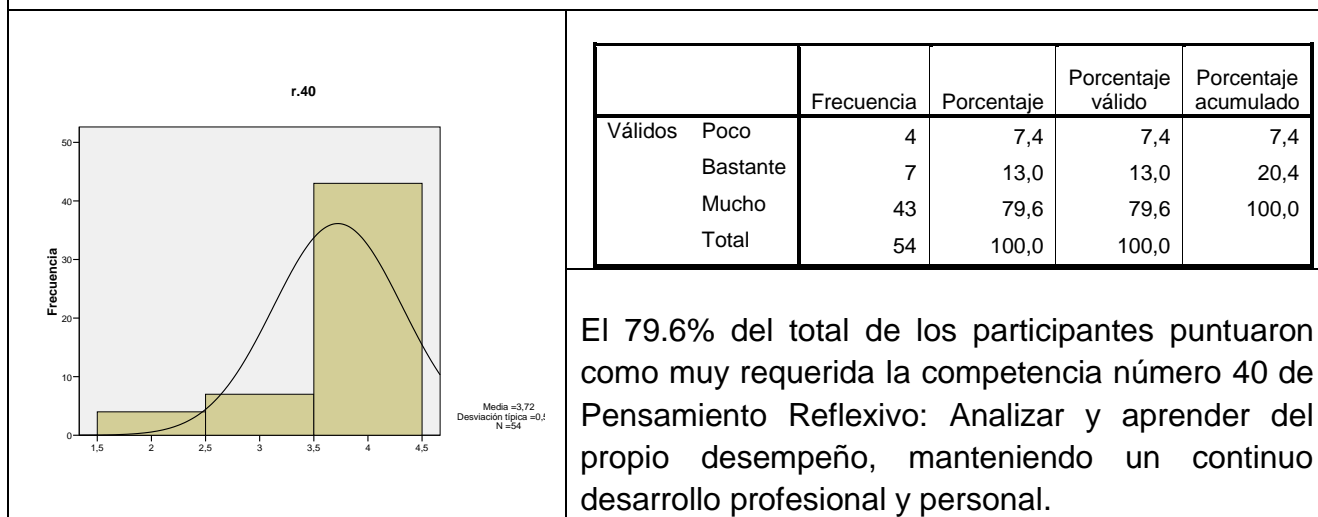 r.40
50
40
30
20
10
0
Frecuencia
1,5 2 2,5 3 3,5 4 4,5
Media =3,72
Desviación típica =0,
N =54
Frecuencia Porcentaje Porcentaje válido Porcentaje acumulado
Válidos Poco 4 7,4 7,4 7,4
Bastante 7 13,0 13,0 20,4
Mucho 43 79,6 79,6 100,0
Total 54 100,0 100,0
El 79.6% del total de los participantes puntuaron
como muy requerida la competencia número 40 de
Pensamiento Reflexivo: Analizar y aprender del
propio desempeño, manteniendo un continuo
desarrollo profesional y personal.